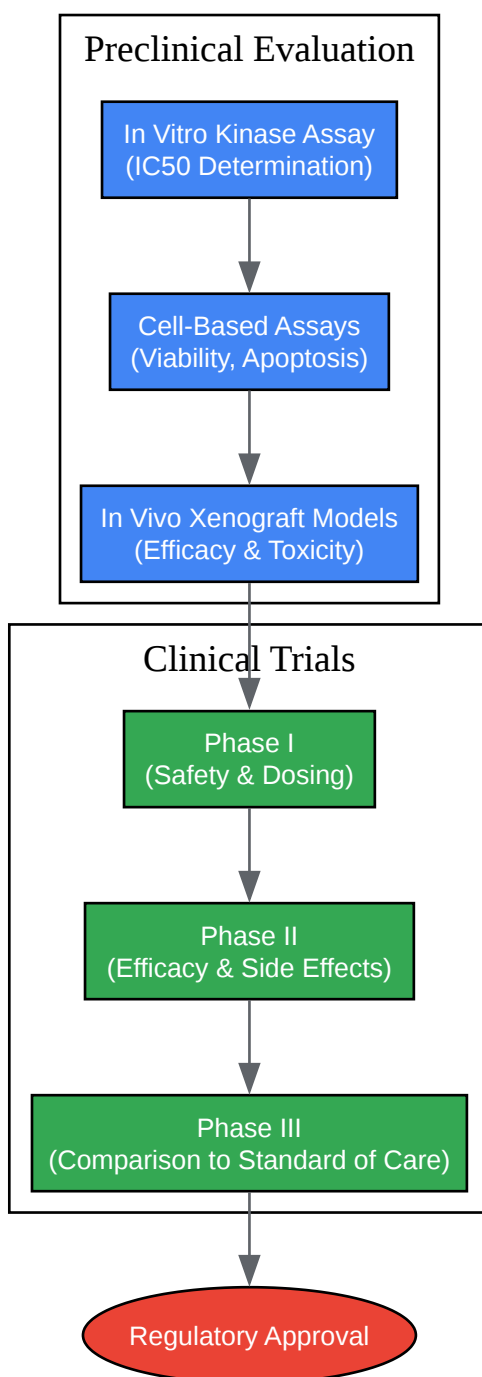 Preclinical Evaluation
In Vitro Kinase Assay
(IC50 Determination)
Cell-Based Assays
(Viability, Apoptosis)
In Vivo Xenograft Models
(Efficacy & Toxicity)
Clinical Trials
Phase I
(Safety & Dosing)
Phase II
(Efficacy & Side Effects)
Phase III
(Comparison to Standard of Care)
Regulatory Approval